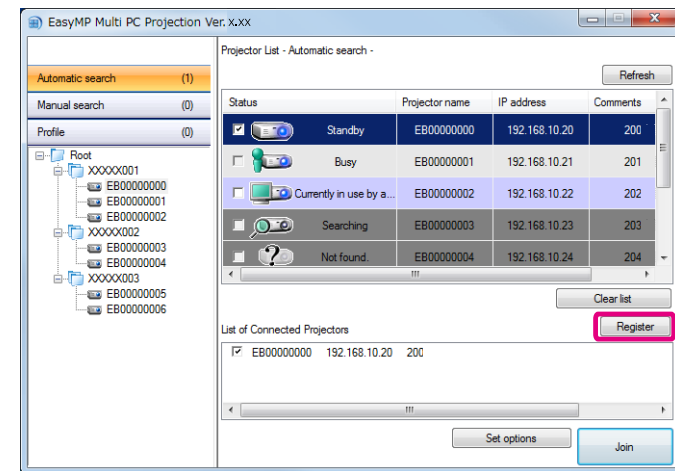 EasyMP Multi PC Projection Ver. x.xx
Projector List - Automatic search -
Automatic search (1)
Refresh
Manual search (0)
Profile (0)
Status Projector name IP address Comments
Standby EB00000000 192.168.10.20 200
Busy EB00000001 192.168.10.21 201
Currently in use by a... EB00000002 192.168.10.22 202
Searching EB00000003 192.168.10.23 203
Not found. EB00000004 192.168.10.24 204
Root
XXXXX001
EB00000000
EB00000001
EB00000002
XXXXX002
EB00000003
EB00000004
XXXXX003
EB00000005
EB00000006
Clear list
Register
List of Connected Projectors
EB00000000 192.168.10.20 200
Set options
Join